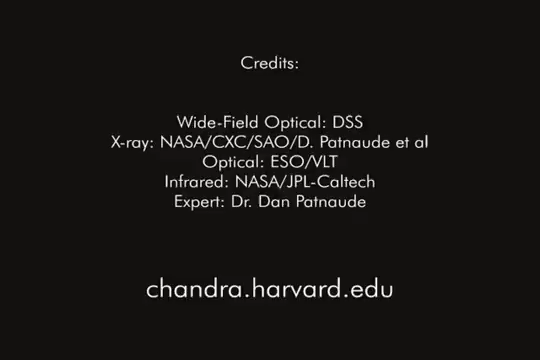 Credits:
Wide-Field Optical: DSS
X-ray: NASA/CXC/SAO/D. Patnaude et al
Optical: ESO/VLT
Infrared: NASA/JPL-Caltech
Expert: Dr. Dan Patnaude
chandra.harvard.edu